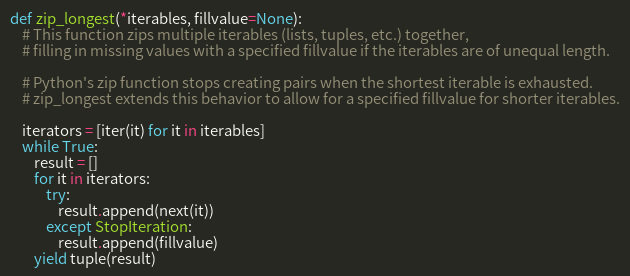 def zip_longest(*iterables, fillvalue=None):
# This function zips multiple iterables (lists, tuples, etc.) together,
# filling in missing values with a specified fillvalue if the iterables are of unequal length.
# Python's zip function stops creating pairs when the shortest iterable is exhausted.
# zip_longest extends this behavior to allow for a specified fillvalue for shorter iterables.
iterators = [iter(it) for it in iterables]
while True:
result = []
for it in iterators:
try:
result.append(next(it))
except StopIteration:
result.append(fillvalue)
yield tuple(result)